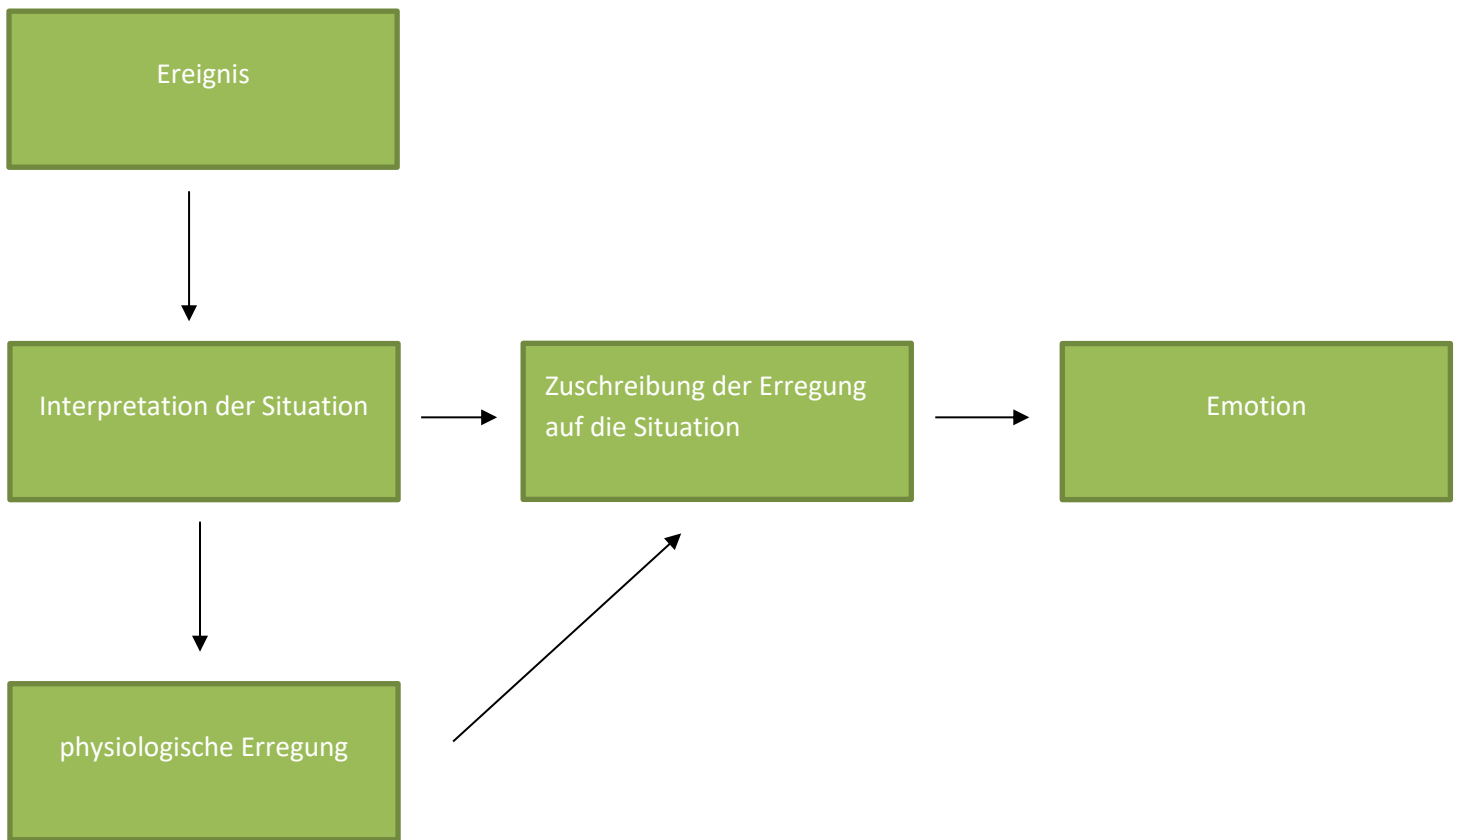 Ereignis
Interpretation der Situation
Zuschreibung der Erregung
auf die Situation
Emotion
physiologische Erregung